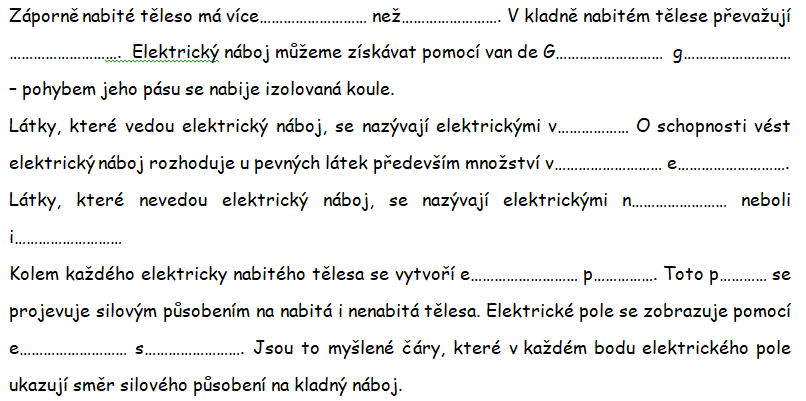 Záporně nabité těleso má více……………………… než……………………. V kladně nabitém tělese převažují
………………………. Elektrický náboj můžeme získávat pomocí van de G……………………… g………………………
– pohybem jeho pásu se nabije izolovaná koule.
Látky, které vedou elektrický náboj, se nazývají elektrickými v……………… O schopnosti vést
elektrický náboj rozhoduje u pevných látek především množství v……………………… e……………………….
Látky, které nevedou elektrický náboj, se nazývají elektrickými n…………………… neboli
i………………………
Kolem každého elektricky nabitého tělesa se vytvoří e……………………… p……………. Toto p………… se
projevuje silovým působením na nabitá i nenabitá tělesa. Elektrické pole se zobrazuje pomocí
e……………………… s……………………. Jsou to myšlené čáry, které v každém bodu elektrického pole
ukazují směr silového působení na kladný náboj.